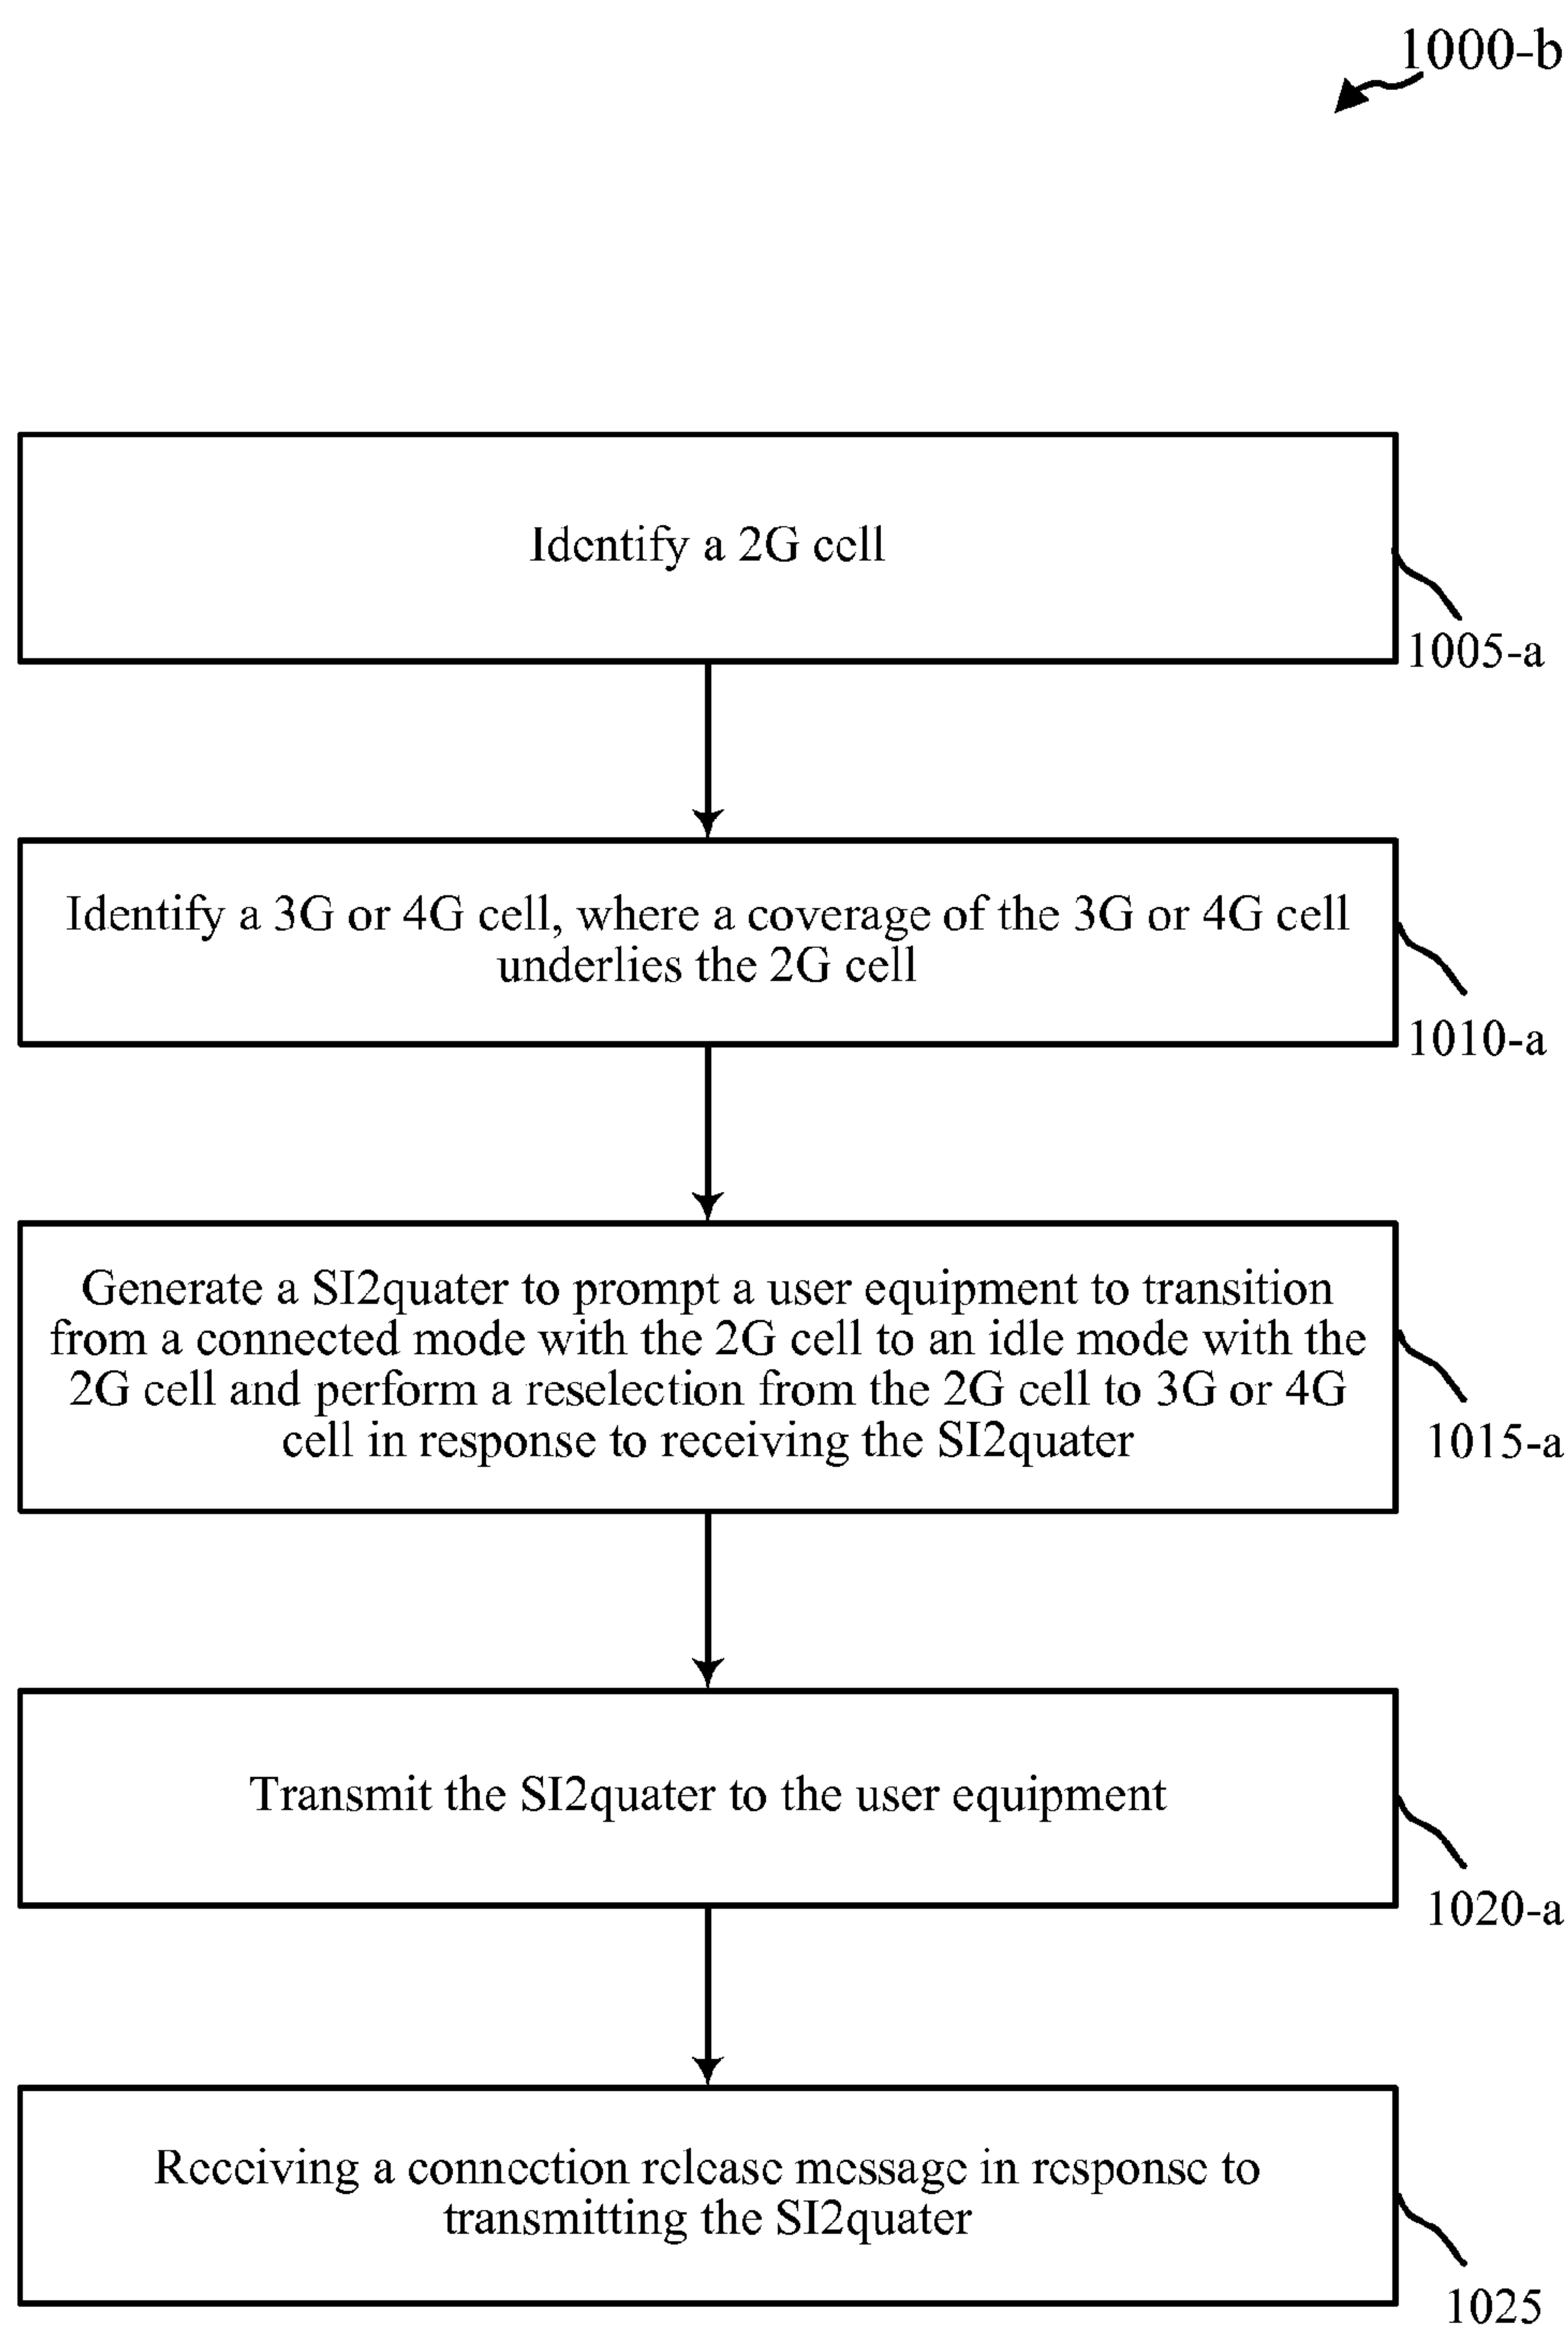 1000-b
Identify a 2G cell
1005-a
Identify a 3G or 4G cell, where a coverage of the 3G or 4G cell
underlies the 2G cell
1010-a
Generate a SI2quater to prompt a user equipment to transition
from a connected mode with the 2G cell to an idle mode with the
2G cell and perform a reselection from the 2G cell to 3G or 4G
cell in response to receiving the SI2quater
1015-a
Transmit the SI2quater to the user equipment
1020-a
Receiving a connection release message in response to
transmitting the SI2quater
1025